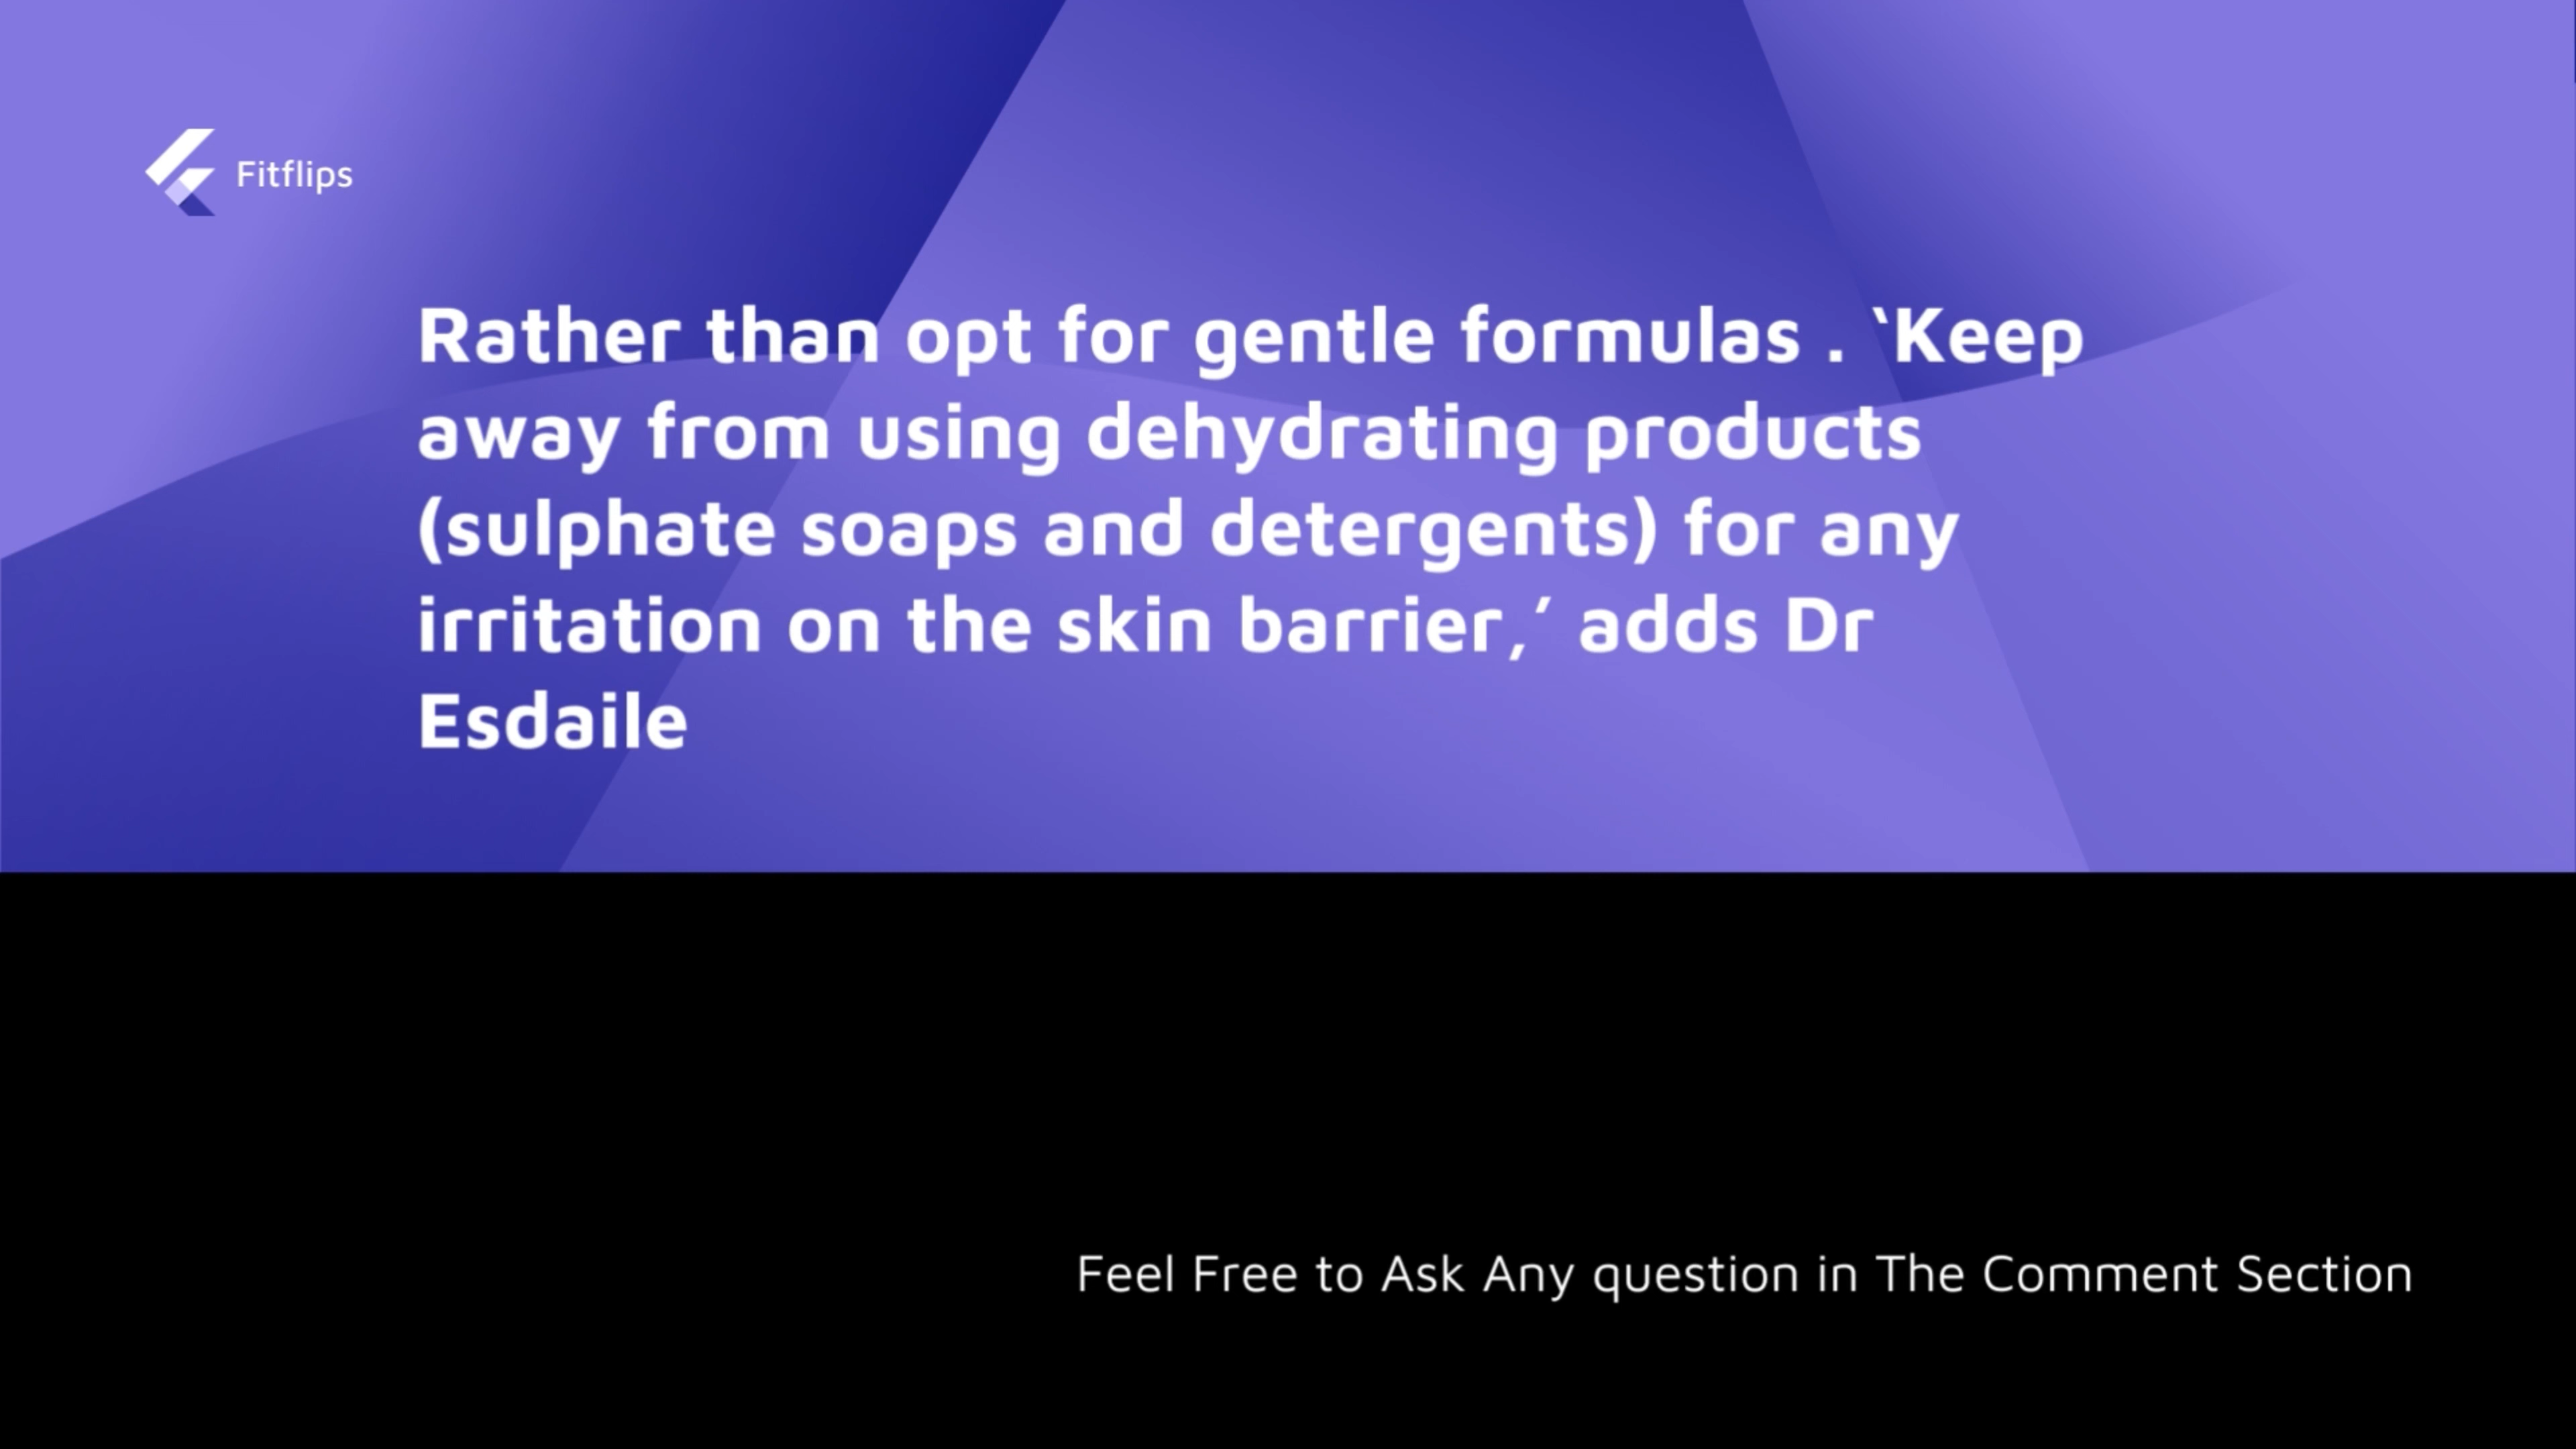 Fitflips
Rather than opt for gentle formulas . ‘Keep
away from using dehydrating products
(sulphate soaps and detergents) for any
irritation on the skin barrier,’ adds Dr
Esdaile
Feel Free to Ask Any question in The Comment Section